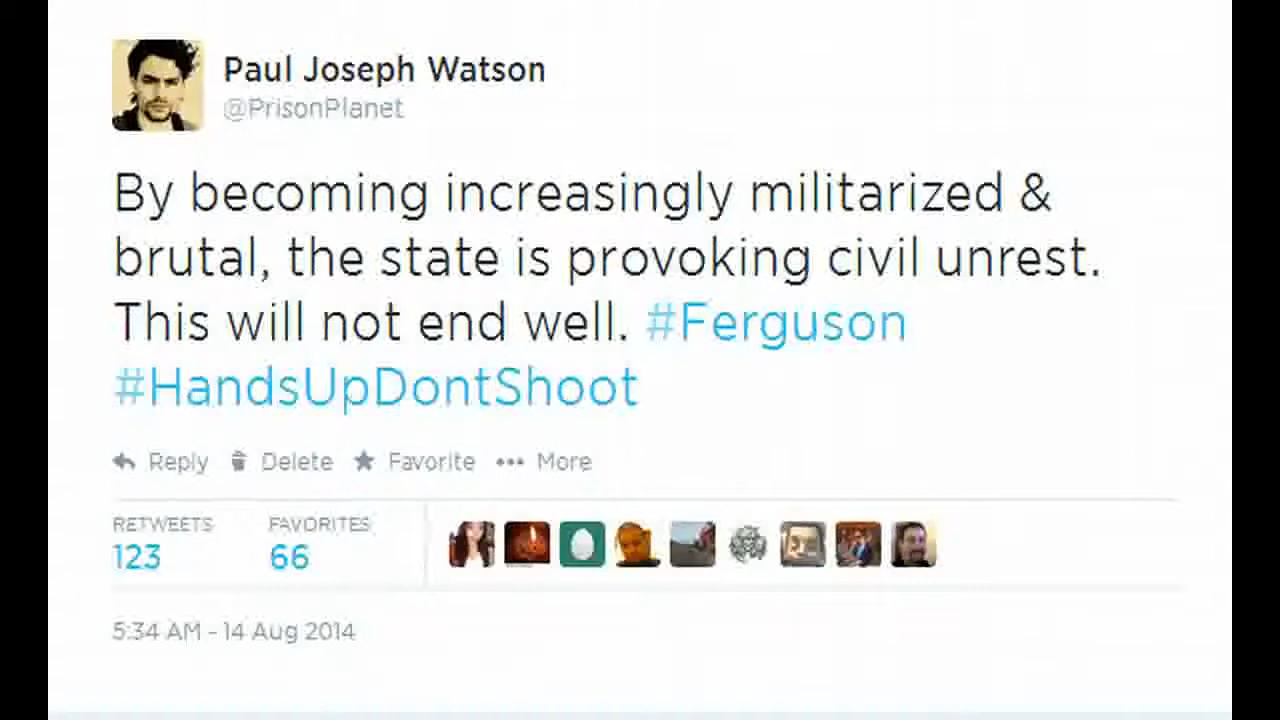 Paul Joseph Watson
@PrisonPlanet
By becoming increasingly militarized &
brutal, the state is provoking civil unrest.
This will not end well. #Ferguson
#HandsUpDontShoot
Reply Delete Favorite More
RETWEETS FAVORITES
123 66
5:34 AM - 14 Aug 2014